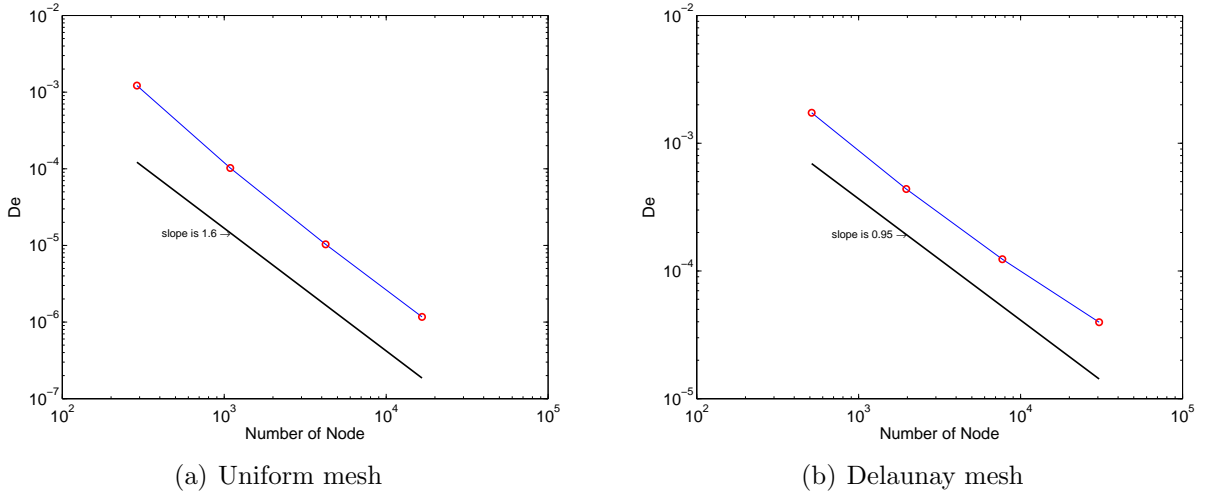 10^-2
10^-3
10^-4
10^-5
10^-6
10^-7
De
slope is 1.6 →
10^2 10^3 10^4 10^5
Number of Node
(a) Uniform mesh
10^-2
10^-3
10^-4
10^-5
De
slope is 0.95 →
10^2 10^3 10^4 10^5
Number of Node
(b) Delaunay mesh